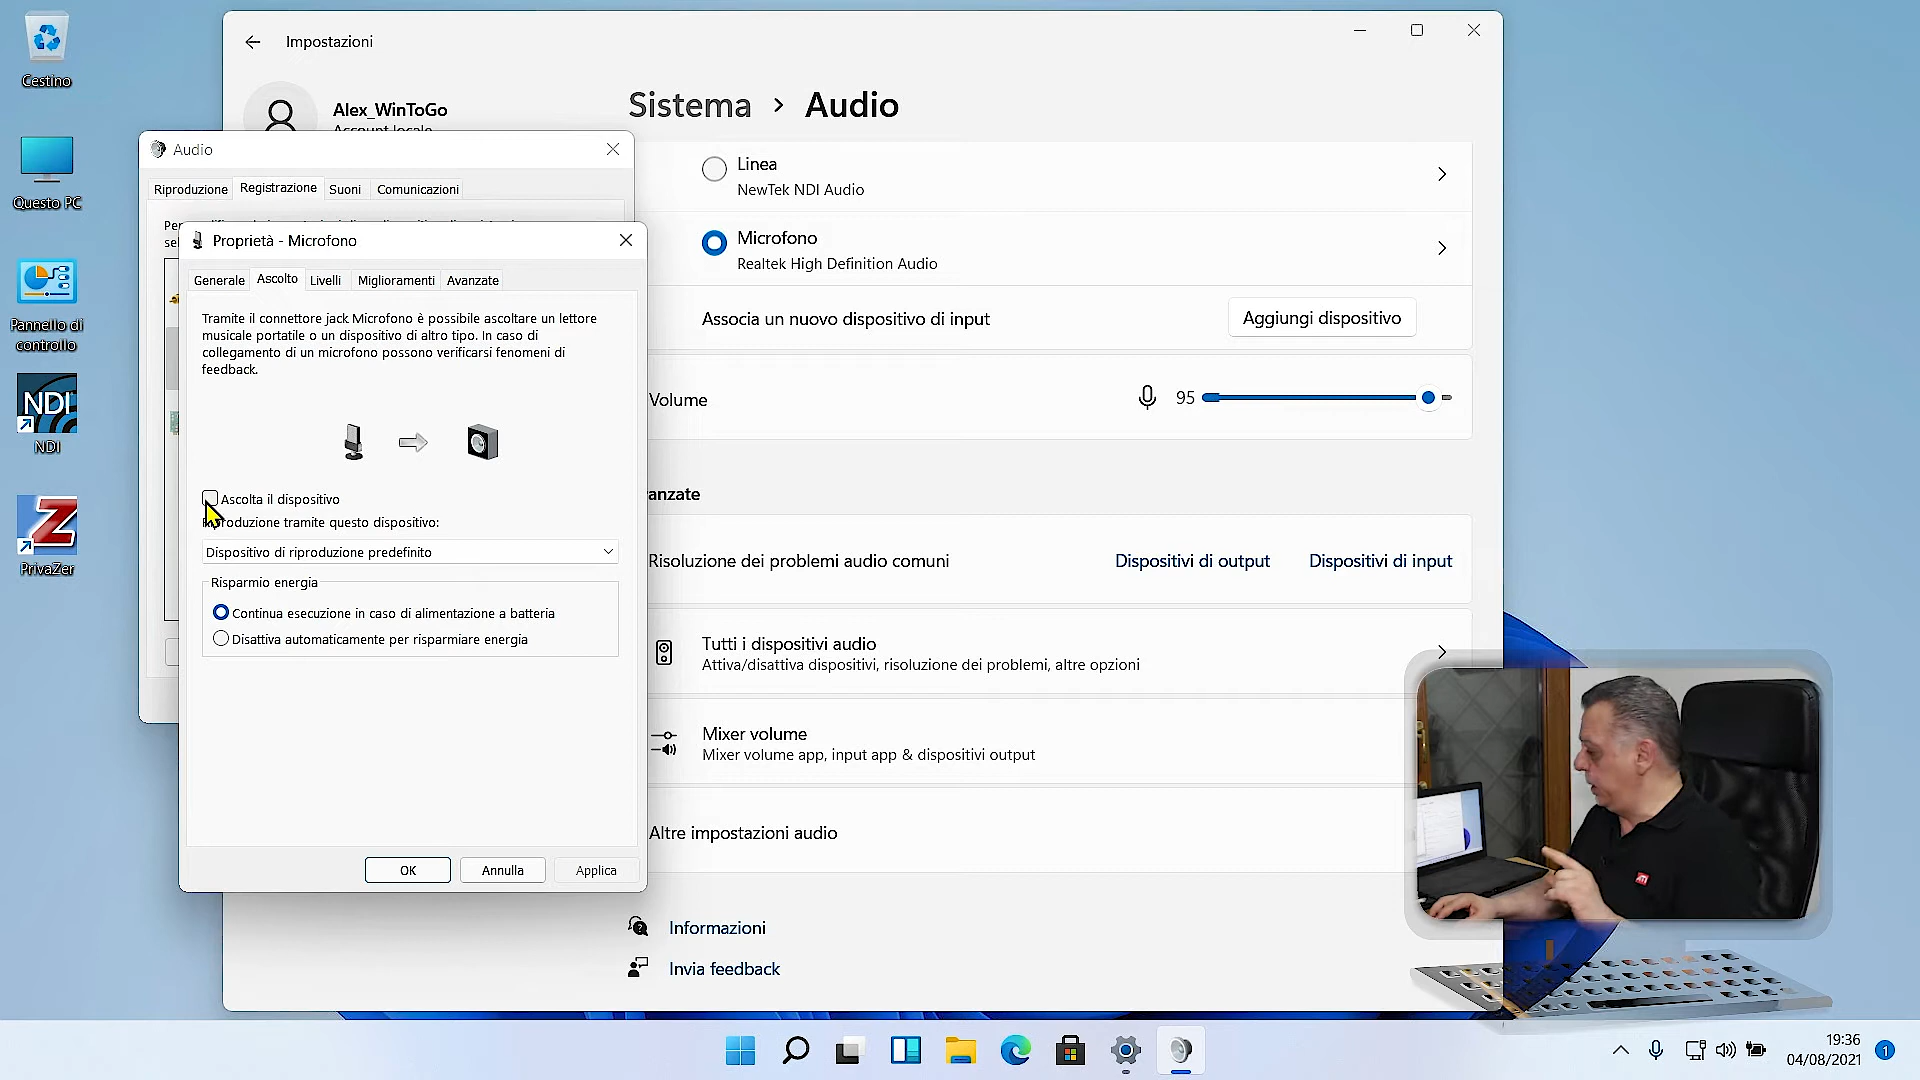 Cestino
Questo PC
Pannello di
controllo
NDI
NDI
PrivaZer
Impostazioni
Alex_WinToGo
Account locale
Sistema > Audio
Linea
NewTek NDI Audio
Microfono
Realtek High Definition Audio
Associa un nuovo dispositivo di input
Aggiungi dispositivo
Volume
95
anzate
Risoluzione dei problemi audio comuni
Dispositivi di output
Dispositivi di input
Tutti i dispositivi audio
Attiva/disattiva dispositivi, risoluzione dei problemi, altre opzioni
Mixer volume
Mixer volume app, input app & dispositivi output
Altre impostazioni audio
Informazioni
Invia feedback
Audio
Riproduzione Registrazione Suoni Comunicazioni
Proprietà - Microfono
Generale Ascolto Livelli Miglioramenti Avanzate
Tramite il connettore jack Microfono è possibile ascoltare un lettore
musicale portatile o un dispositivo di altro tipo. In caso di
collegamento di un microfono possono verificarsi fenomeni di
feedback.
Ascolta il dispositivo
Riproduzione tramite questo dispositivo:
Dispositivo di riproduzione predefinito
Risparmio energia
Continua esecuzione in caso di alimentazione a batteria
Disattiva automaticamente per risparmiare energia
OK
Annulla
Applica
19:36
04/08/2021
1